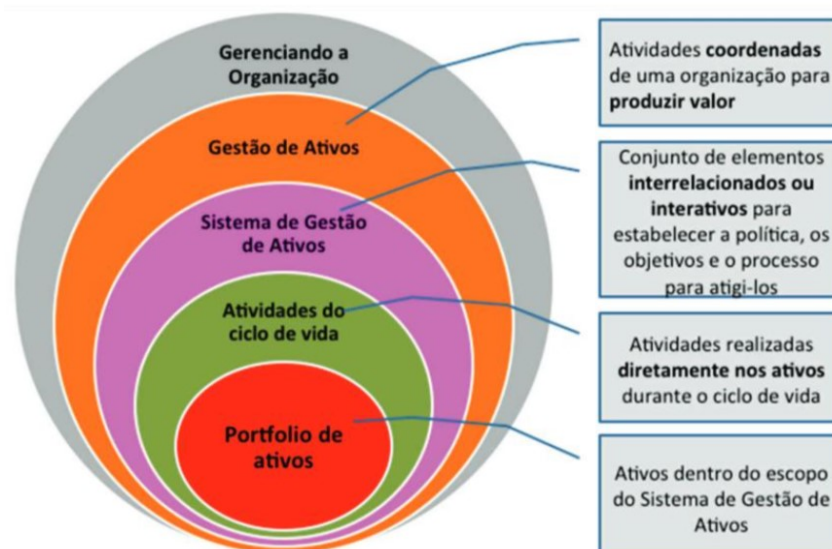 Gerenciando a
Organização
Gestão de Ativos
Sistema de Gestão
de Ativos
Atividades do
ciclo de vida
Portfolio de
ativos
Atividades coordenadas
de uma organização para
produzir valor
Conjunto de elementos
interrelacionados ou
interativos para
estabelecer a política, os
objetivos e o processo
para atigi-los
Atividades realizadas
diretamente nos ativos
durante o ciclo de vida
Ativos dentro do escopo
do Sistema de Gestão de
Ativos